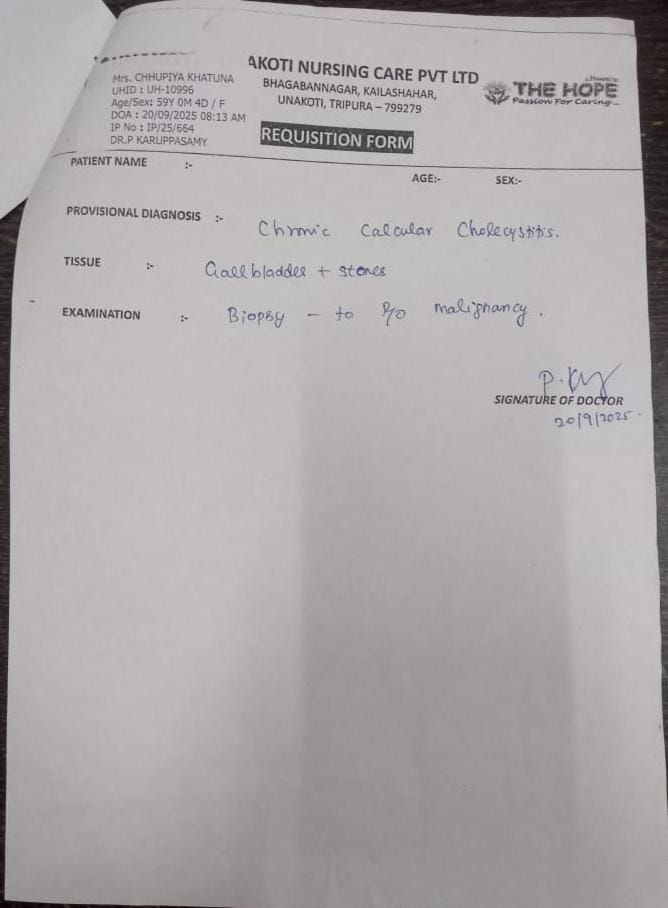 Mrs. CHHUPIYA KHATUNA
UHID : UH-10996
Age/Sex: 59Y 0M 4D / F
DOA : 20/09/2025 08:13 AM
IP No : IP/25/664
DR.P KARUPPASAMY
AKOTI NURSING CARE PVT LTD
BHAGABANNAGAR, KAILASHAHAR,
UNAKOTI, TRIPURA – 799279
REQUISITION FORM
THE HOPE
Passion For Caring...
PATIENT NAME :-
AGE:- SEX:-
PROVISIONAL DIAGNOSIS :- Chronic Calcular Cholecystitis.
TISSUE :- Gallbladder + stones
EXAMINATION :- Biopsy – to R/o malignancy.
P.
SIGNATURE OF DOCTOR
20/9/2025